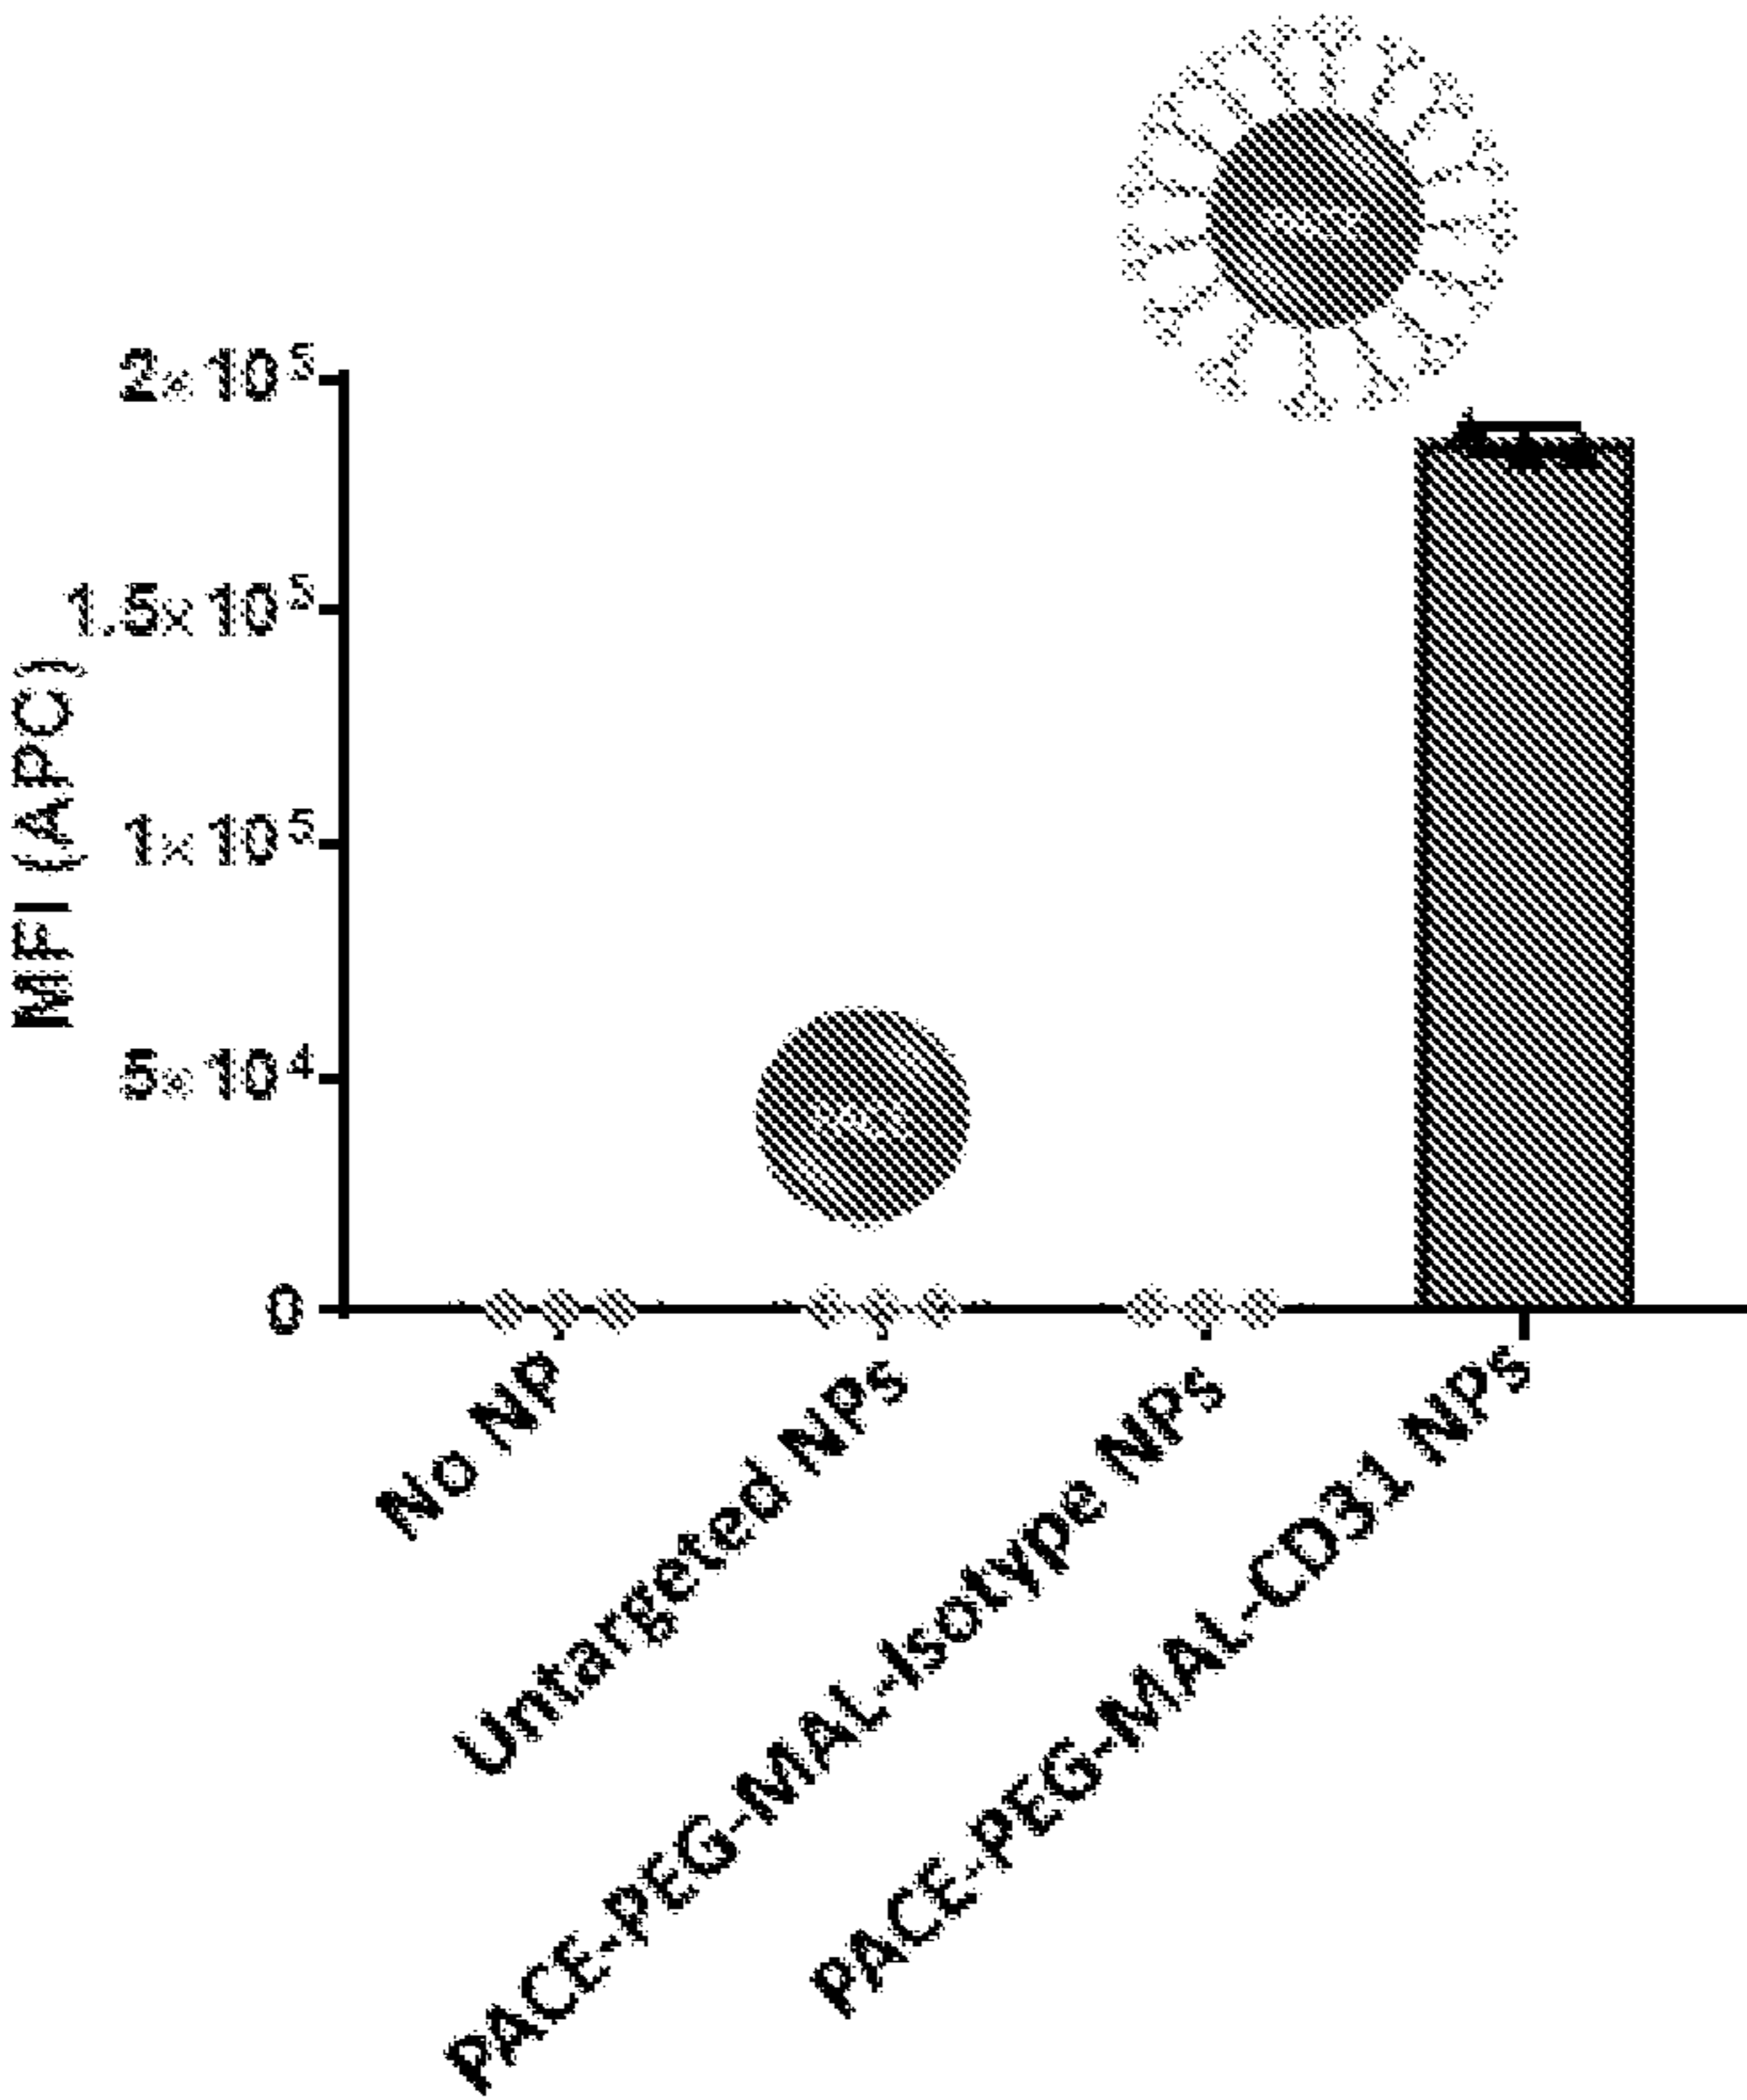 2×10⁵
1.5×10⁵
1×10⁵
5×10⁴
0
MFI (APC)
PACE
No NP
Untargeted NPs
PACE-PEG-MAL-Isotype NPs
PACE-PEG-MAL-CD31 NPs